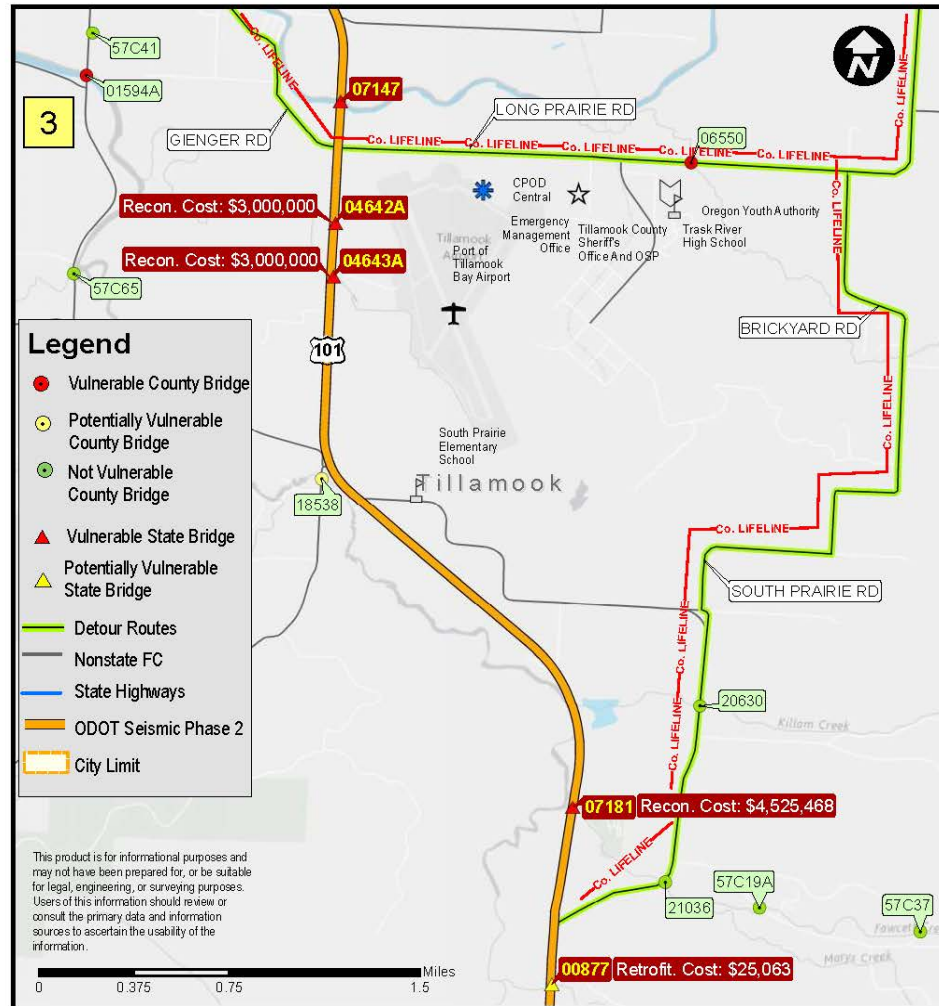 57C41
01594A
3
07147
GIENGER RD
LONG PRAIRIE RD
06550
Co. LIFELINE
Co. LIFELINE
Co. LIFELINE
Co. LIFELINE
Co. LIFELINE
Co. LIFELINE
Co. LIFELINE
Co. LIFELINE
N
Recon. Cost: $3,000,000
04642A
Recon. Cost: $3,000,000
04643A
57C65
CPOD
Central
Emergency
Management
Office
Tillamook County
Sheriff's
Office And OSP
Oregon Youth Authority
Trask River
High School
Tillamook
Port of
Tillamook
Bay Airport
BRICKYARD RD
Co. LIFELINE
Co. LIFELINE
101
South Prairie
Elementary
School
Tillamook
18538
Co. LIFELINE
SOUTH PRAIRIE RD
Co. LIFELINE
Co. LIFELINE
Co. LIFELINE
20630
Killam Creek
07181
Recon. Cost: $4,525,468
Co. LIFELINE
21036
57C19A
57C37
Fawcett Cre
Marys Creek
00877
Retrofit. Cost: $25,063
Legend
Vulnerable County Bridge
Potentially Vulnerable
County Bridge
Not Vulnerable
County Bridge
Vulnerable State Bridge
Potentially Vulnerable
State Bridge
Detour Routes
Nonstate FC
State Highways
ODOT Seismic Phase 2
City Limit
This product is for informational purposes and
may not have been prepared for, or be suitable
for legal, engineering, or surveying purposes.
Users of this information should review or
consult the primary data and information
sources to ascertain the usability of the
information.
Miles
0
0.375
0.75
1.5